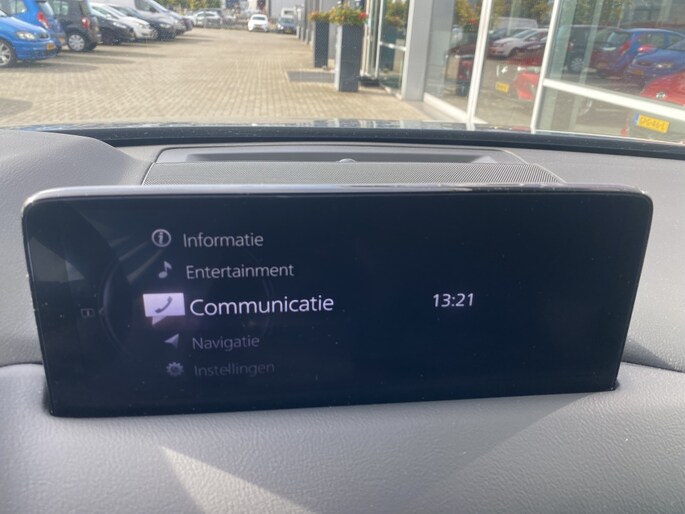 Informatie
Entertainment
Communicatie
13:21
Navigatie
Instellingen